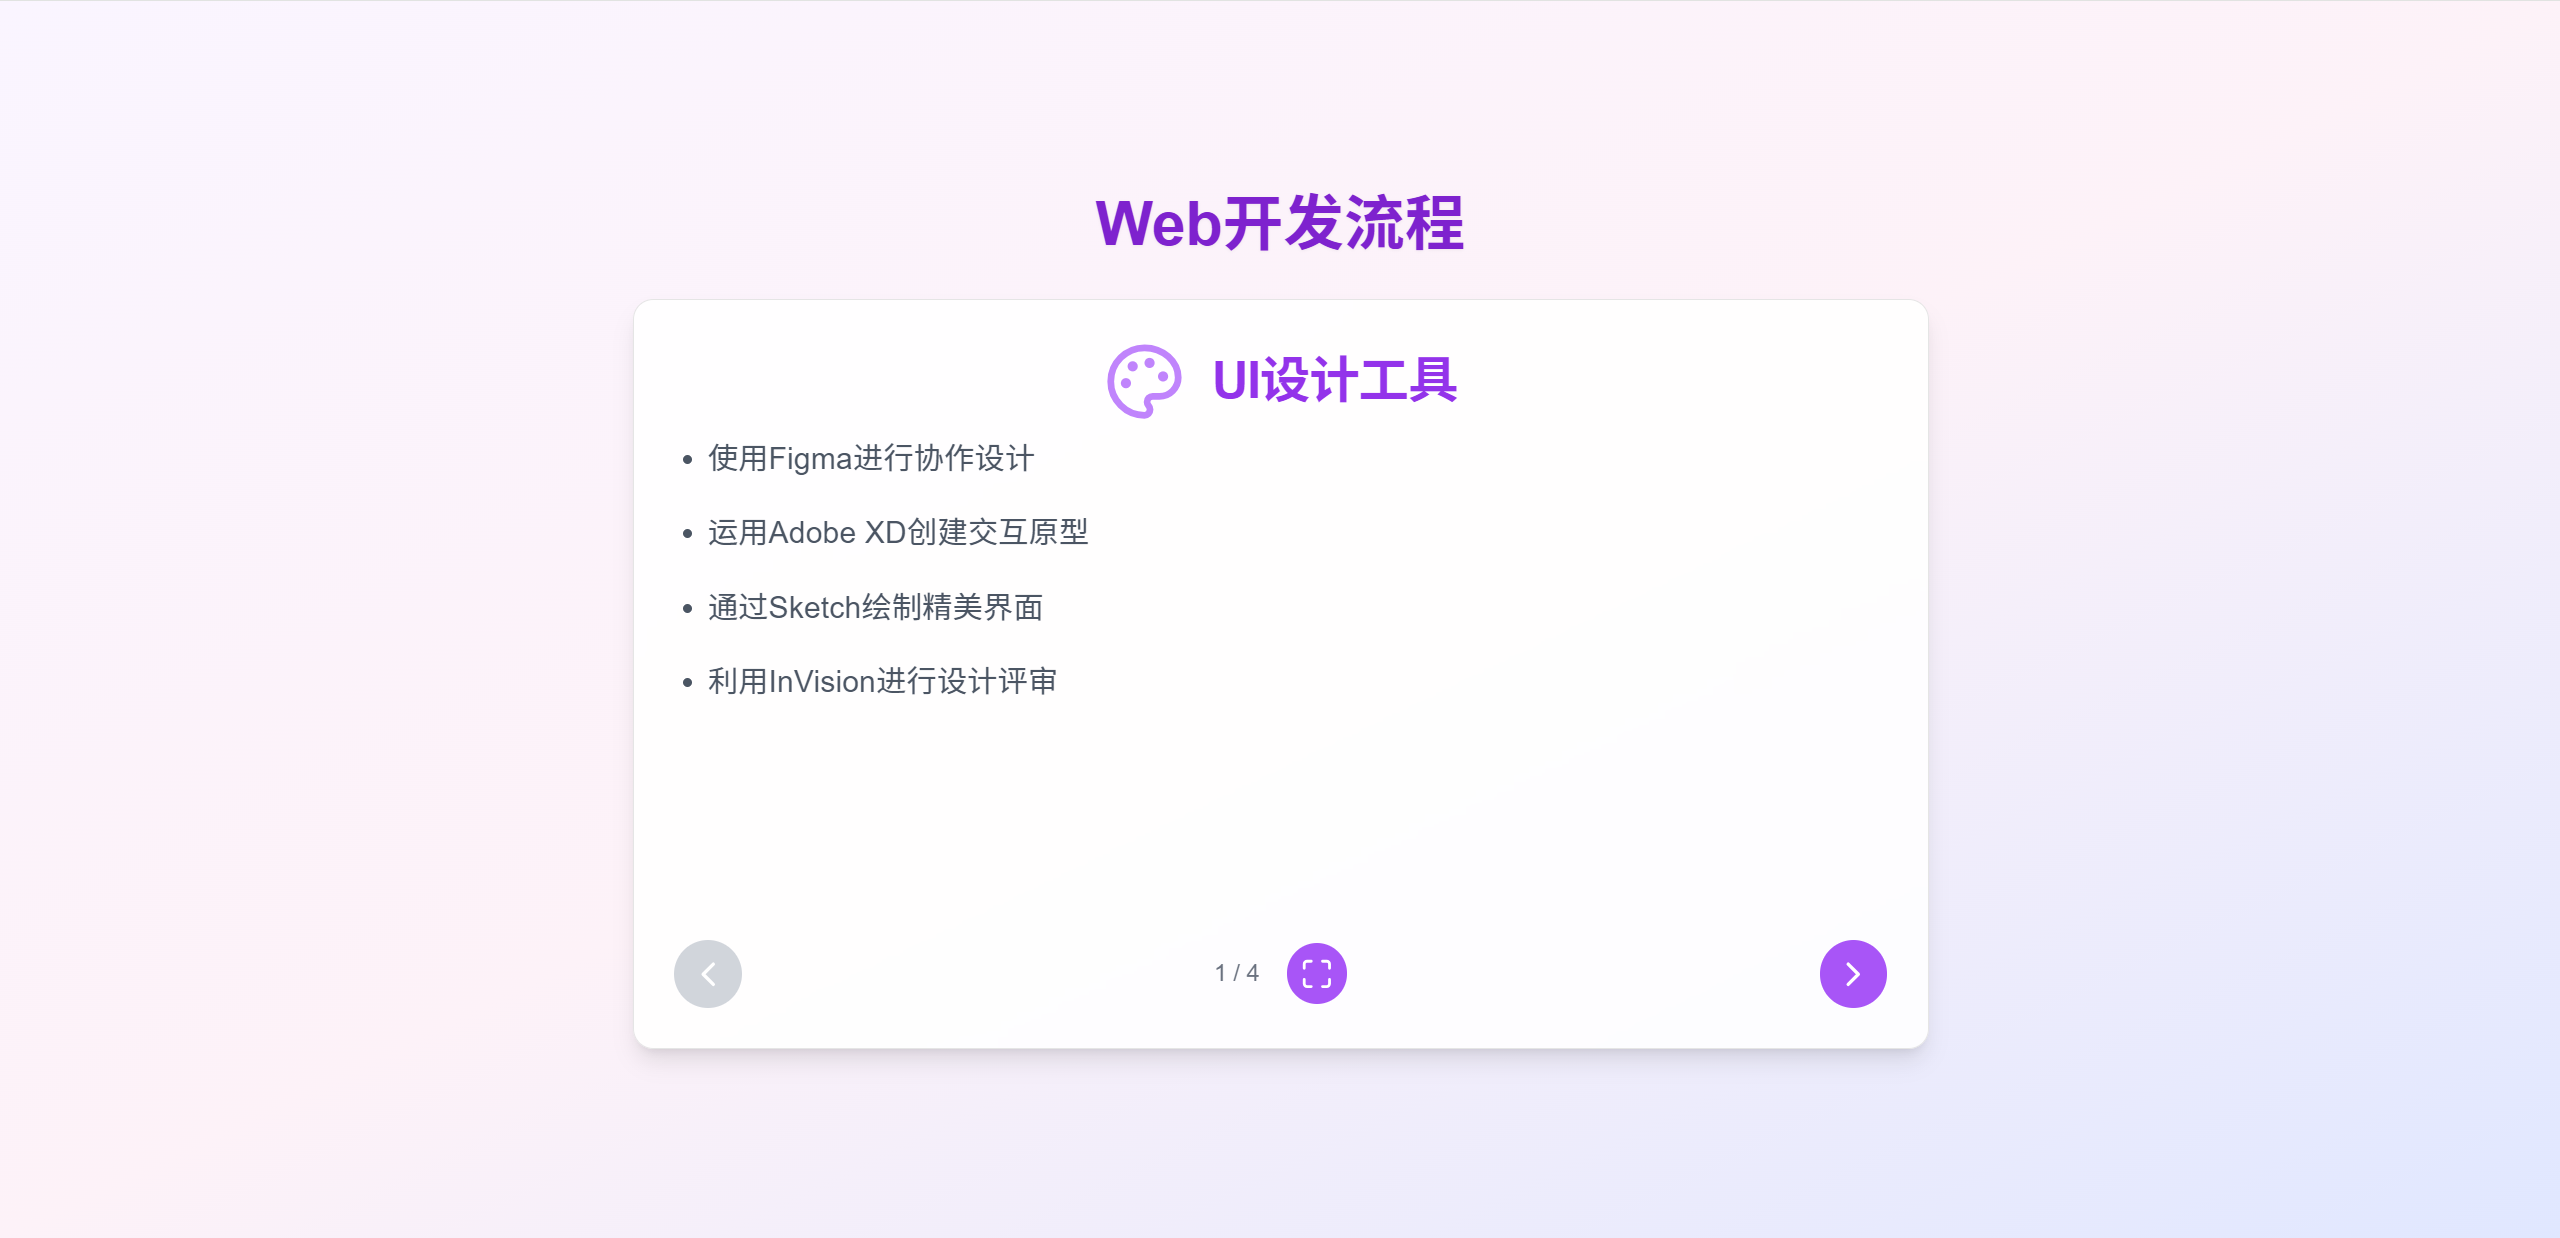 Web开发流程
UI设计工具
使用Figma进行协作设计
运用Adobe XD创建交互原型
通过Sketch绘制精美界面
利用InVision进行设计评审
1 / 4